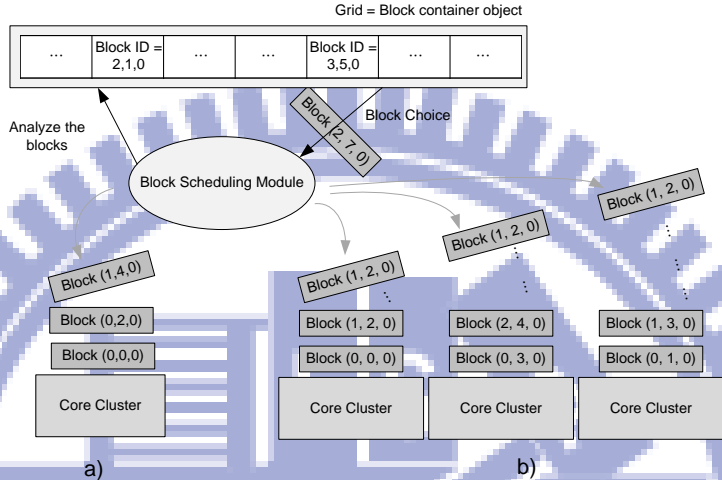 Grid = Block container object
...
Block ID =
2,1,0
...
...
Block ID =
3,5,0
...
...
Analyze the
blocks
Block (2, 7, 0)
Block Choice
Block Scheduling Module
Block (1, 2, 0)
Block (1, 2, 0)
Block (1,4,0)
Block (1, 2, 0)
...
...
...
Block (0,2,0)
Block (1, 2, 0)
Block (2, 4, 0)
Block (1, 3, 0)
Block (0,0,0)
Block (0, 0, 0)
Block (0, 3, 0)
Block (0, 1, 0)
Core Cluster
Core Cluster
Core Cluster
Core Cluster
a)
b)